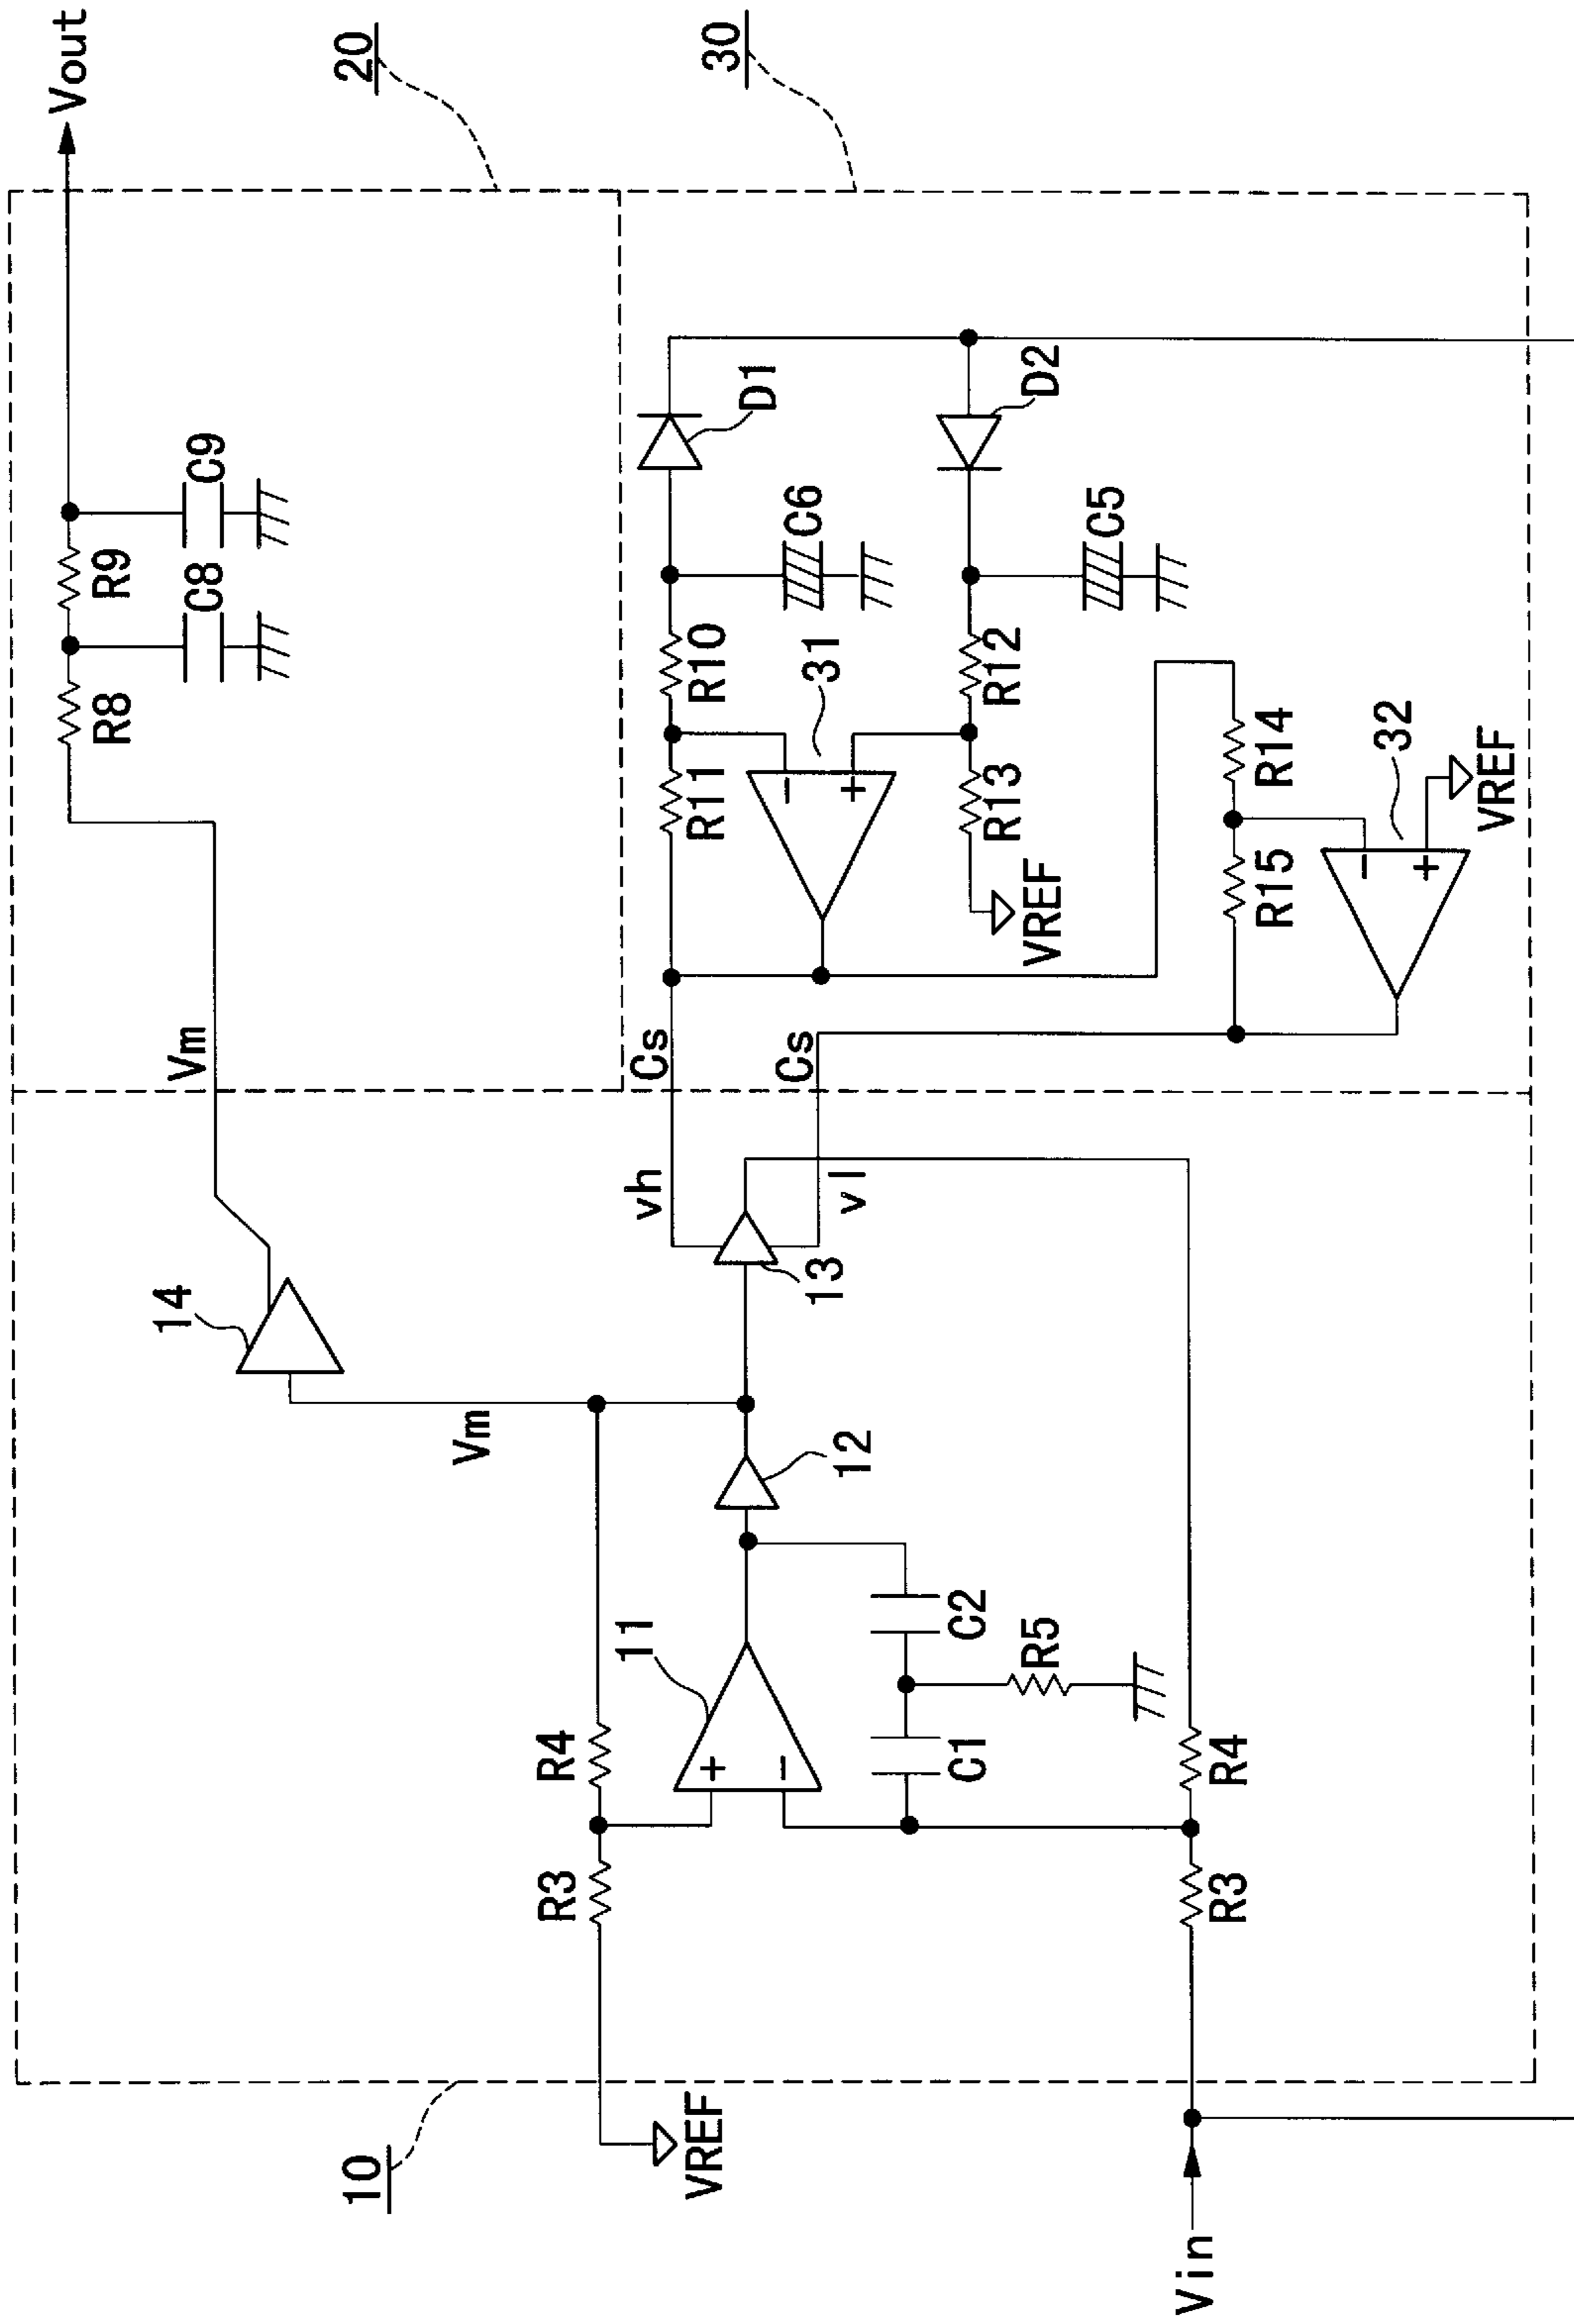 Vout
20
30
R8
R9
C8
C9
Vm
14
Vm
D1
D2
C6
C5
R10
R11
31
-
+
R12
R13
VREF
R14
R15
32
-
+
VREF
Cs
Cs
vh
vl
13
12
11
+
-
R4
R3
C1
C2
R5
R4
R3
VREF
10
Vin